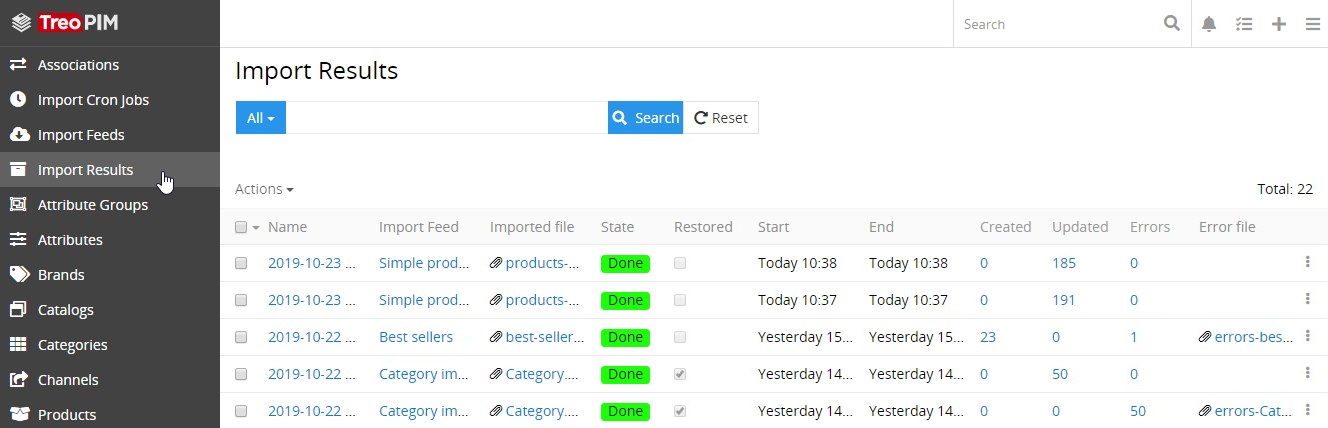 TreoPIM
Search
Associations
Import Cron Jobs
Import Feeds
Import Results
Attribute Groups
Attributes
Brands
Catalogs
Categories
Channels
Products
Import Results
All Search Reset
Actions Total: 22
Name Import Feed Imported file State Restored Start End Created Updated Errors Error file
2019-10-23 ... Simple prod... products-... Done Today 10:38 Today 10:38 0 185 0
2019-10-23 ... Simple prod... products-... Done Today 10:37 Today 10:37 0 191 0
2019-10-22 ... Best sellers best-seller... Done Yesterday 15... Yesterday 15... 23 0 1 errors-bes...
2019-10-22 ... Category im... Category.... Done Yesterday 14... Yesterday 14... 0 50 0
2019-10-22 ... Category im... Category.... Done Yesterday 14... Yesterday 14... 0 0 50 errors-Cat...